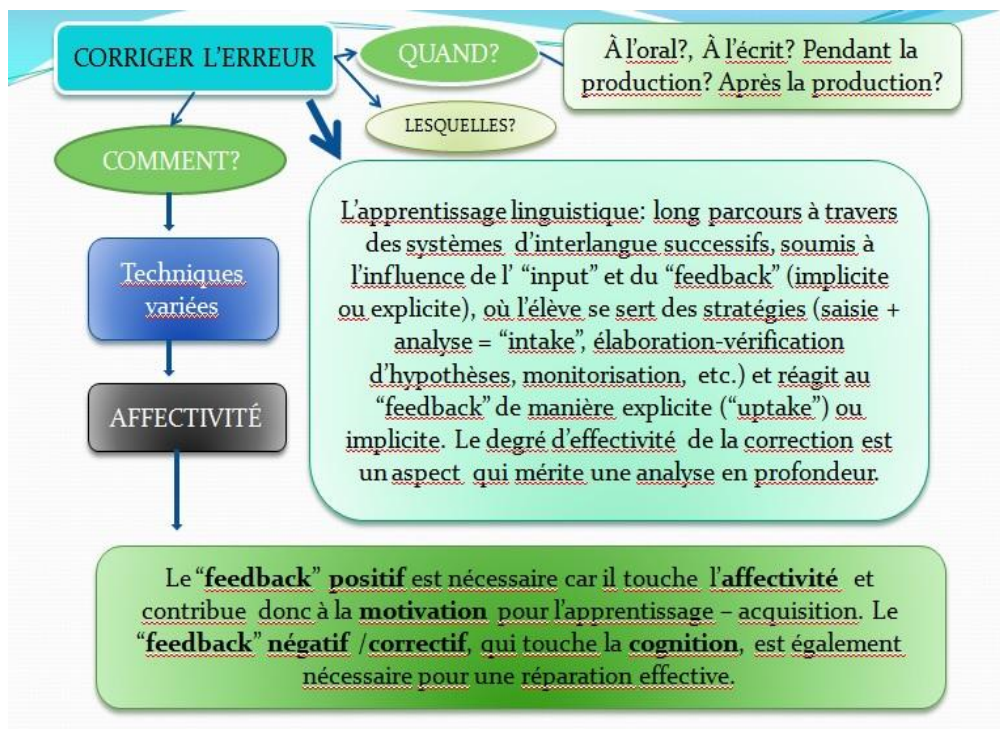 CORRIGER L'ERREUR
QUAND?
À l'oral?, À l'écrit? Pendant la
production? Après la production?
LESQUELLES?
COMMENT?
Techniques
variées
AFFECTIVITÉ
L'apprentissage linguistique: long parcours à travers
des systèmes d'interlangue successifs, soumis à
l'influence de l' “input” et du “feedback” (implicite
ou explicite), où l'élève se sert des stratégies (saisie +
analyse = “intake”, élaboration-vérification
d'hypothèses, monitorisation, etc.) et réagit au
“feedback” de manière explicite (“uptake”) ou
implicite. Le degré d'effectivité de la correction est
un aspect qui mérite une analyse en profondeur.
Le “feedback” positif est nécessaire car il touche l'affectivité et
contribue donc à la motivation pour l'apprentissage – acquisition. Le
“feedback” négatif /correctif, qui touche la cognition, est également
nécessaire pour une réparation effective.